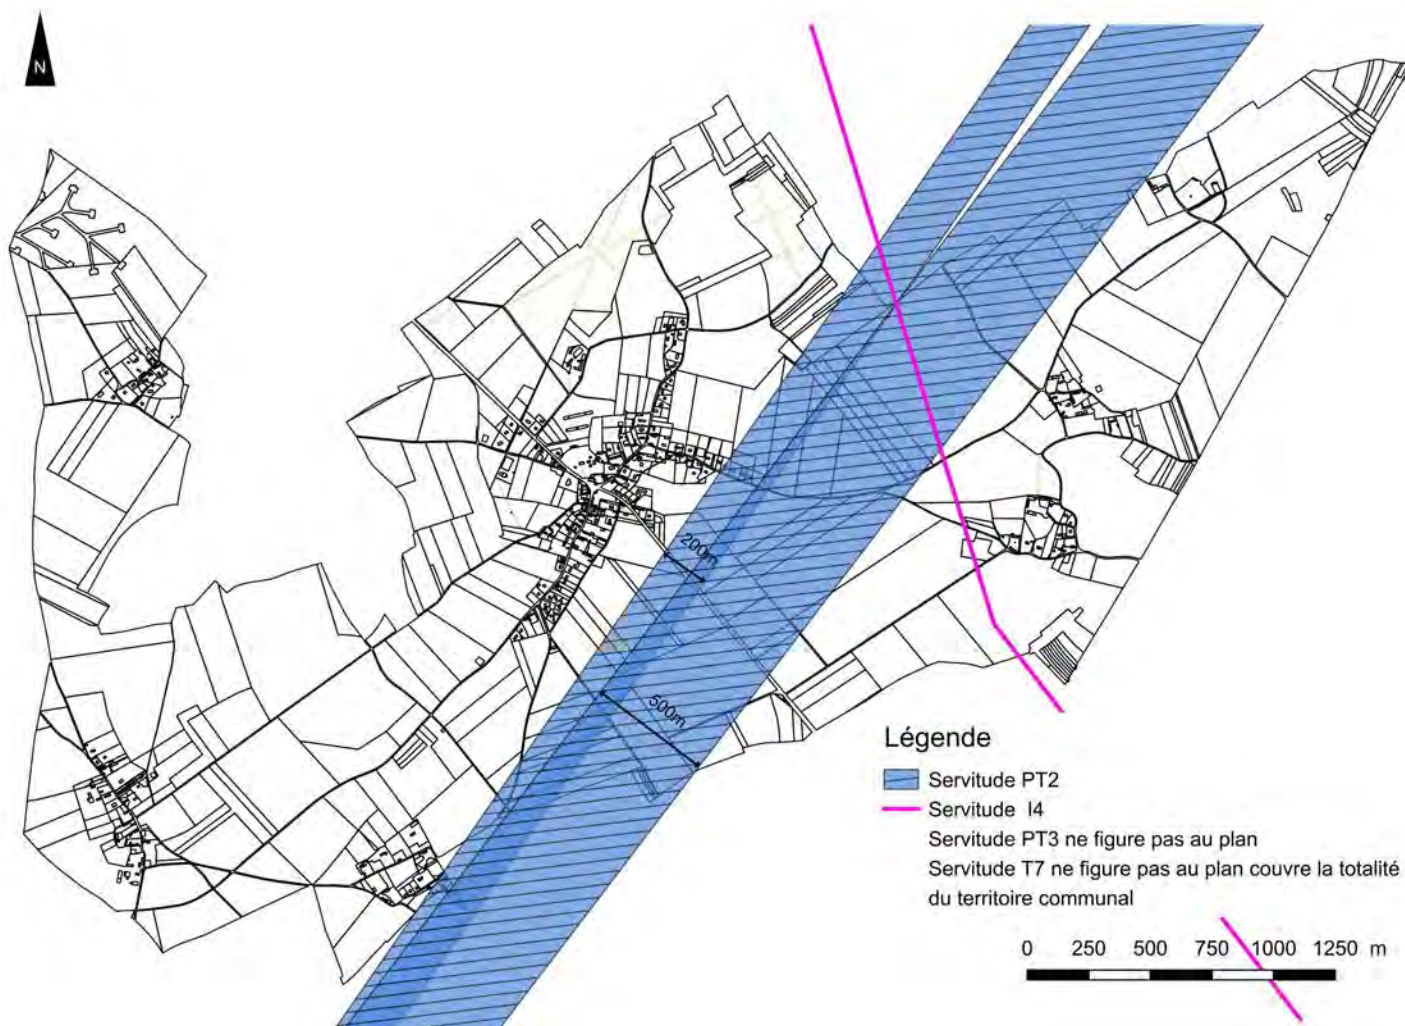 N
200m
500m
Légende
Servitude PT2
Servitude I4
Servitude PT3 ne figure pas au plan
Servitude T7 ne figure pas au plan couvre la totalité
du territoire communal
0 250 500 750 1000 1250 m